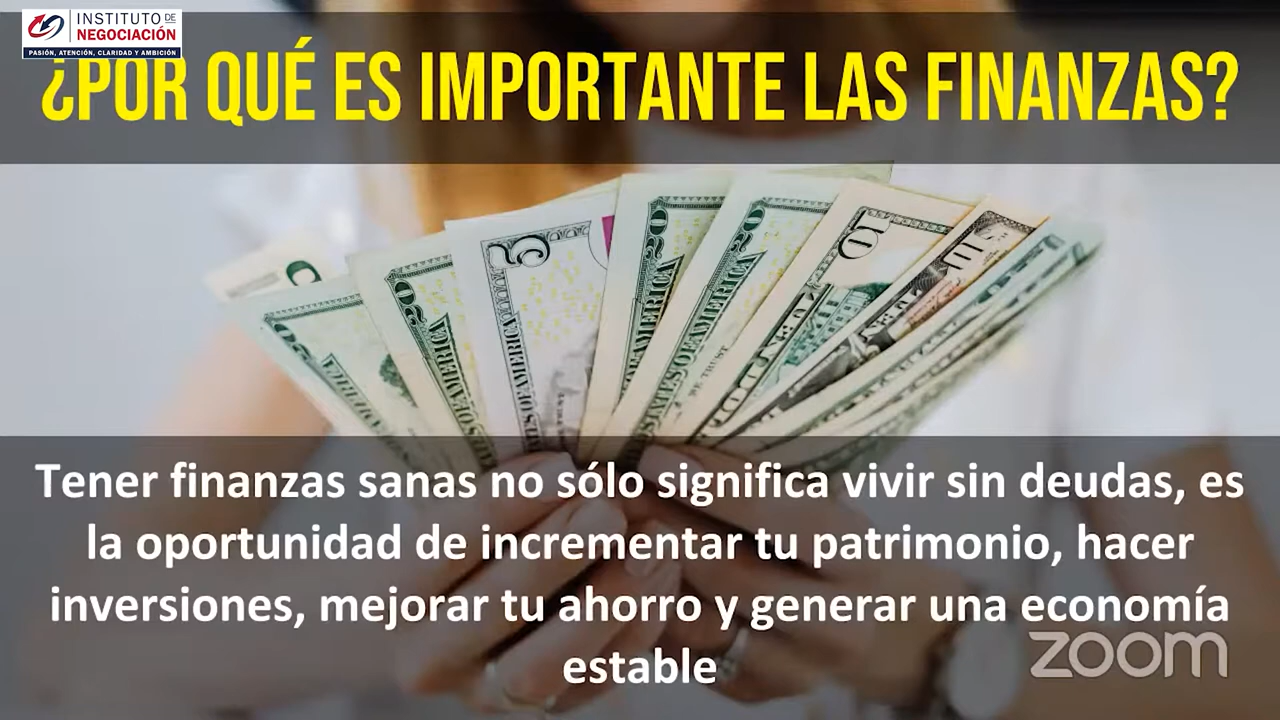 INSTITUTO DE
NEGOCIACIÓN
PASIÓN, ATENCIÓN, CLARIDAD Y AMBICIÓN
¿POR QUÉ ES IMPORTANTE LAS FINANZAS?
Tener finanzas sanas no sólo significa vivir sin deudas, es
la oportunidad de incrementar tu patrimonio, hacer
inversiones, mejorar tu ahorro y generar una economía
estable
zoom